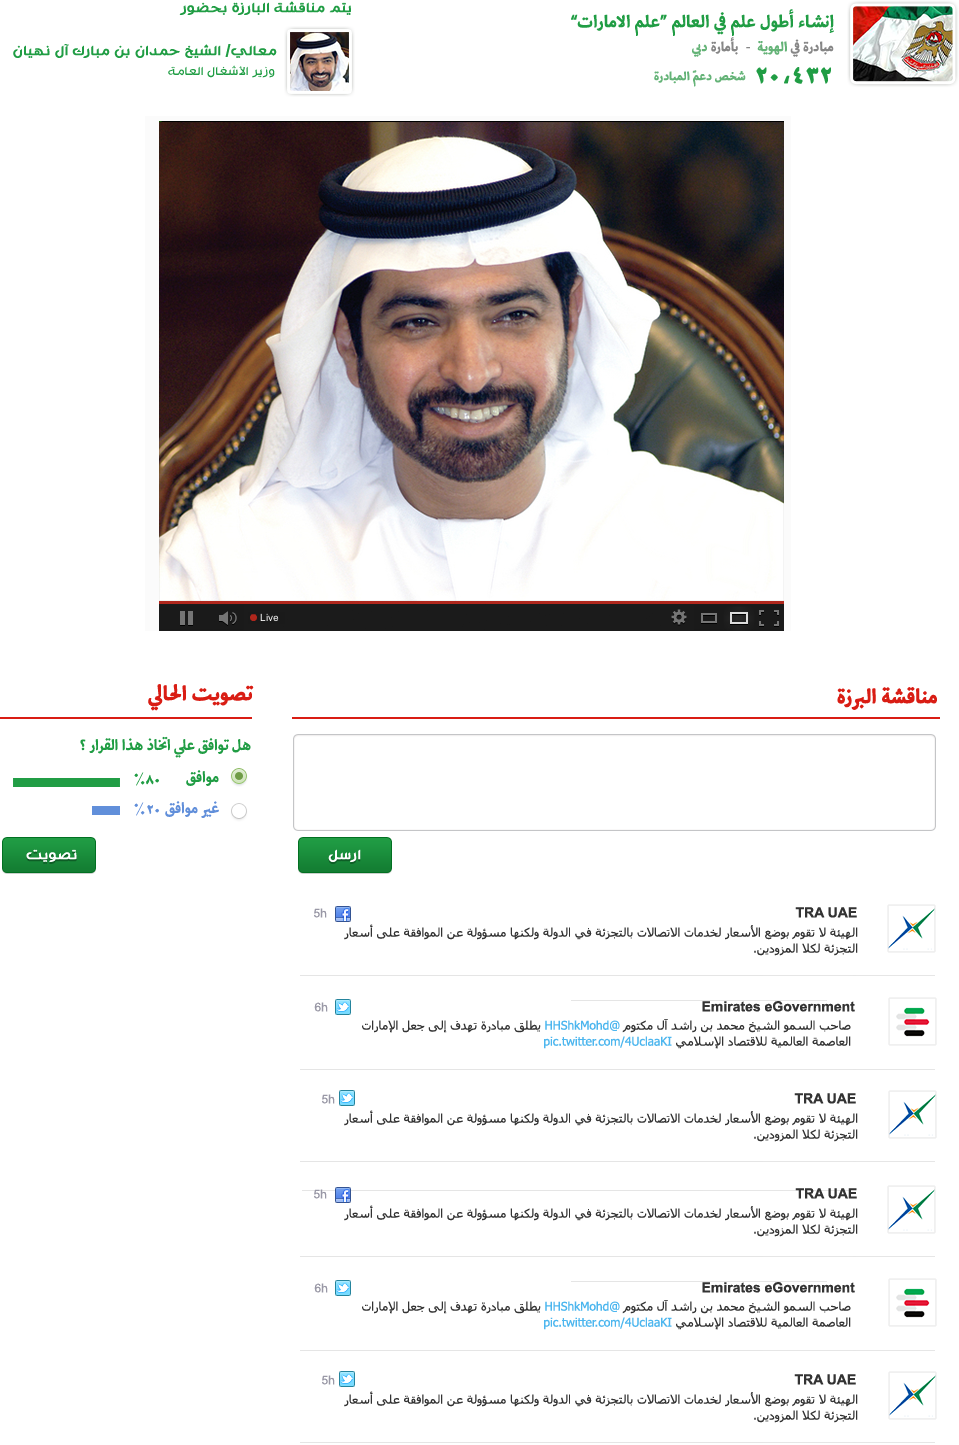 إنشاء أطول علم في العالم "علم الامارات"
مبادرة في الهوية - بأمارة دبي
٢٠,٤٣٢ شخص دعمّ المبادرة
يتم مناقشة البارزة بحضور
معالي/ الشيخ حمدان بن مبارك آل نهيان
وزير الأشغال العامة
Live
مناقشة البرزة
ارسل
TRA UAE
5h
الهيئة لا تقوم بوضع الأسعار لخدمات الاتصالات بالتجزئة في الدولة ولكنها مسؤولة عن الموافقة على أسعار
التجزئة لكلا المزودين.
Emirates eGovernment
6h
صاحب السمو الشيخ محمد بن راشد آل مكتوم @HHShkMohd يطلق مبادرة تهدف إلى جعل الإمارات
العاصمة العالمية للاقتصاد الإسلامي pic.twitter.com/4UclaaKI
TRA UAE
5h
الهيئة لا تقوم بوضع الأسعار لخدمات الاتصالات بالتجزئة في الدولة ولكنها مسؤولة عن الموافقة على أسعار
التجزئة لكلا المزودين.
TRA UAE
5h
الهيئة لا تقوم بوضع الأسعار لخدمات الاتصالات بالتجزئة في الدولة ولكنها مسؤولة عن الموافقة على أسعار
التجزئة لكلا المزودين.
Emirates eGovernment
6h
صاحب السمو الشيخ محمد بن راشد آل مكتوم @HHShkMohd يطلق مبادرة تهدف إلى جعل الإمارات
العاصمة العالمية للاقتصاد الإسلامي pic.twitter.com/4UclaaKI
TRA UAE
5h
الهيئة لا تقوم بوضع الأسعار لخدمات الاتصالات بالتجزئة في الدولة ولكنها مسؤولة عن الموافقة على أسعار
التجزئة لكلا المزودين.
تصويت الحالي
هل توافق علي اتخاذ هذا القرار ؟
موافق ٨٠٪
غير موافق ٢٠٪
تصويت